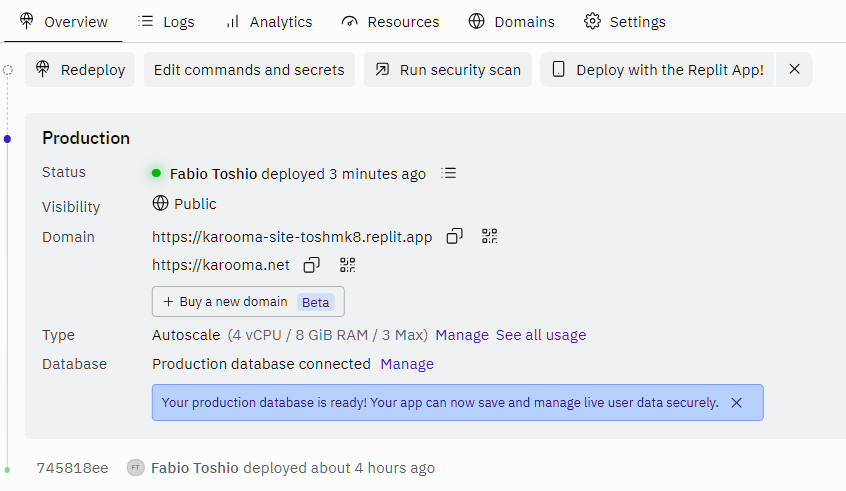 Overview Logs Analytics Resources Domains Settings
Redeploy Edit commands and secrets Run security scan Deploy with the Replit App!
Production
Status Fabio Toshio deployed 3 minutes ago
Visibility Public
Domain https://karooma-site-toshmk8.replit.app
https://karooma.net
+ Buy a new domain Beta
Type Autoscale (4 vCPU / 8 GiB RAM / 3 Max) Manage See all usage
Database Production database connected Manage
Your production database is ready! Your app can now save and manage live user data securely.
745818ee FT Fabio Toshio deployed about 4 hours ago